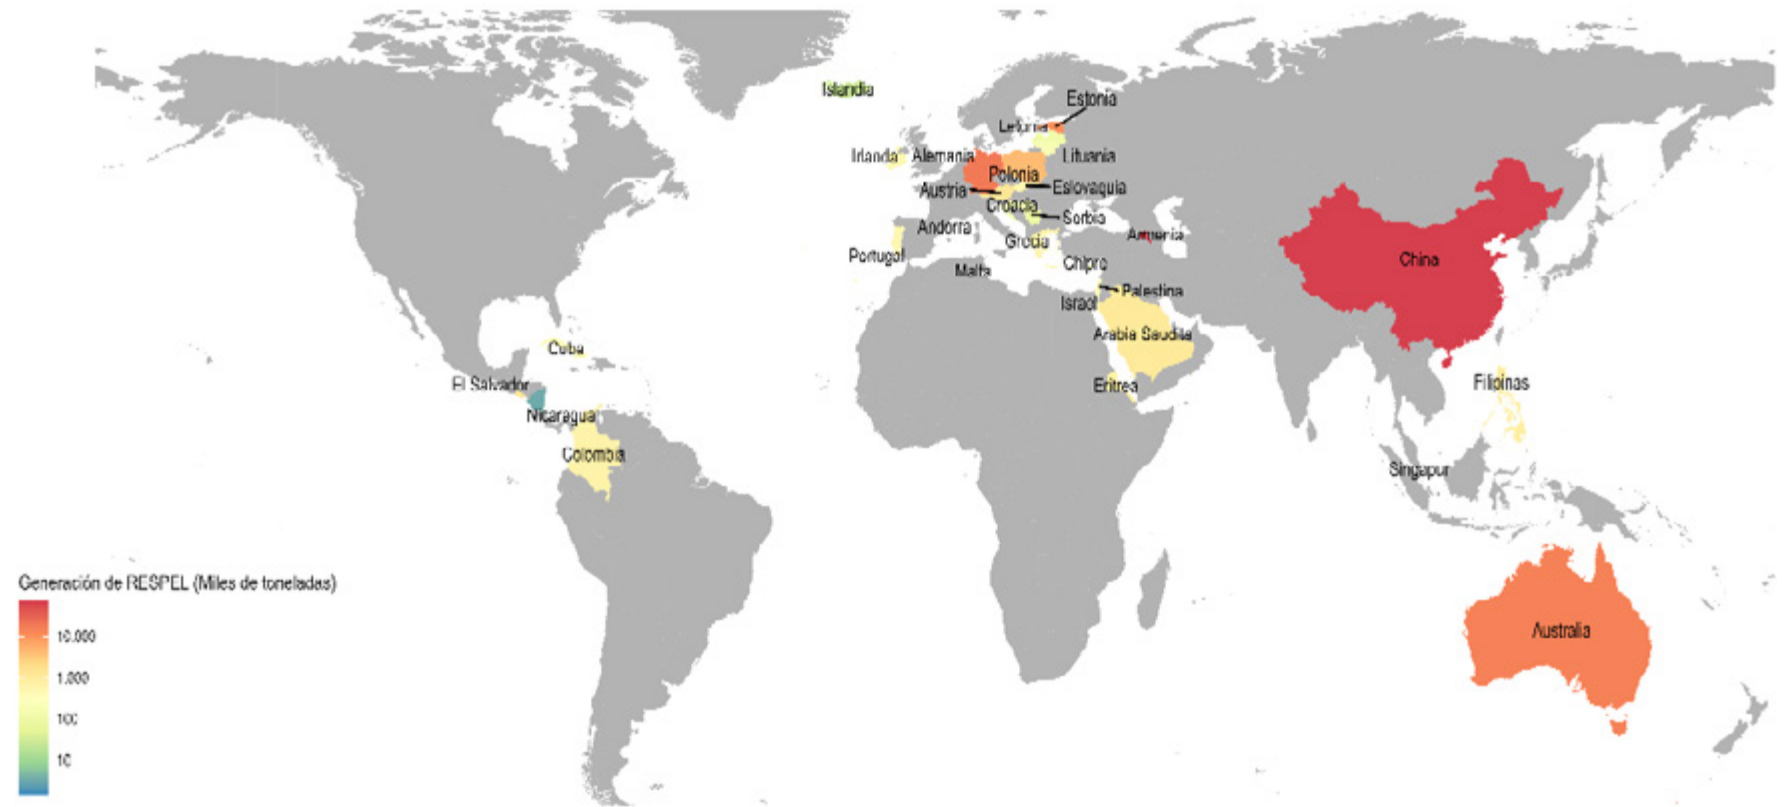 Islandia
Estonia
Letonia
Irlanda
Alemania
Lituania
Polonia
Austria
Eslovaquia
Croacia
Serbia
Andorra
Armenia
Grecia
Portugal
China
Chipre
Malta
Palestina
Israel
Arabia Saudita
Cuba
El Salvador
Eritrea
Filipinas
Nicaragua
Colombia
Singapur
Generación de RESPEL (Miles de toneladas)
10.000
1.000
100
10
Australia